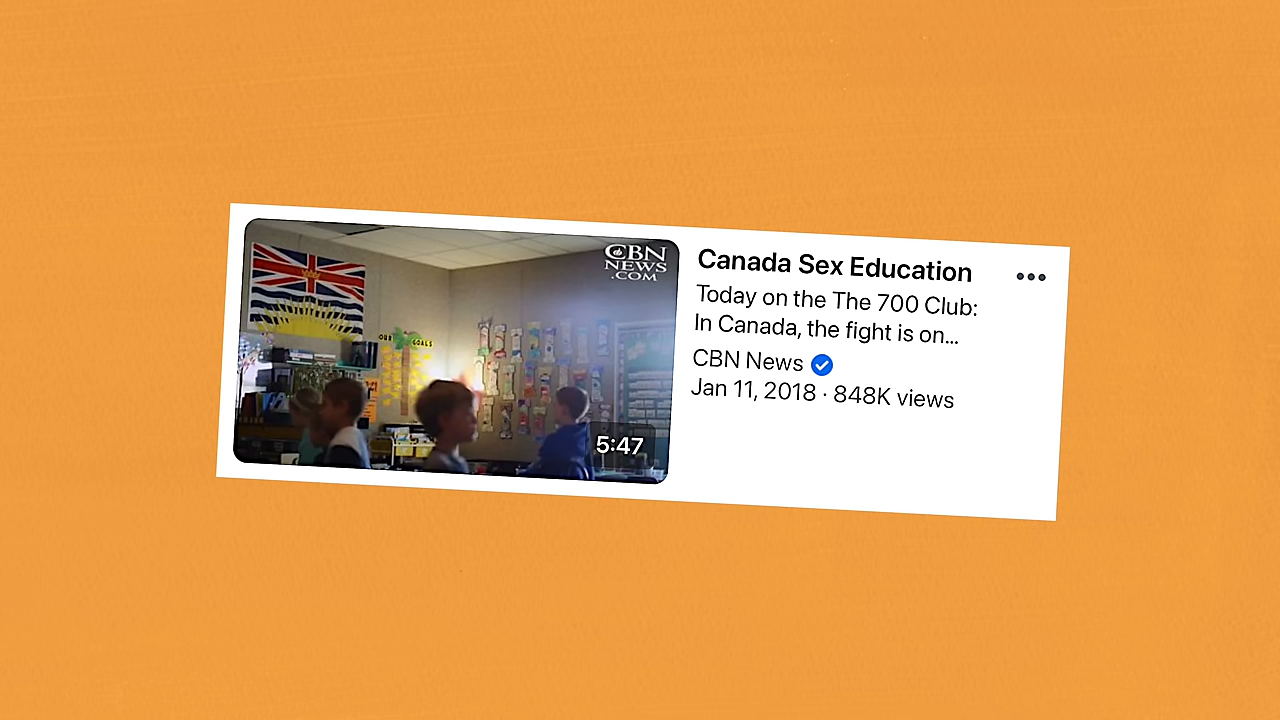 CBN
NEWS
.COM
OUR GOALS
5:47
Canada Sex Education
Today on the The 700 Club:
In Canada, the fight is on...
CBN News
Jan 11, 2018 · 848K views